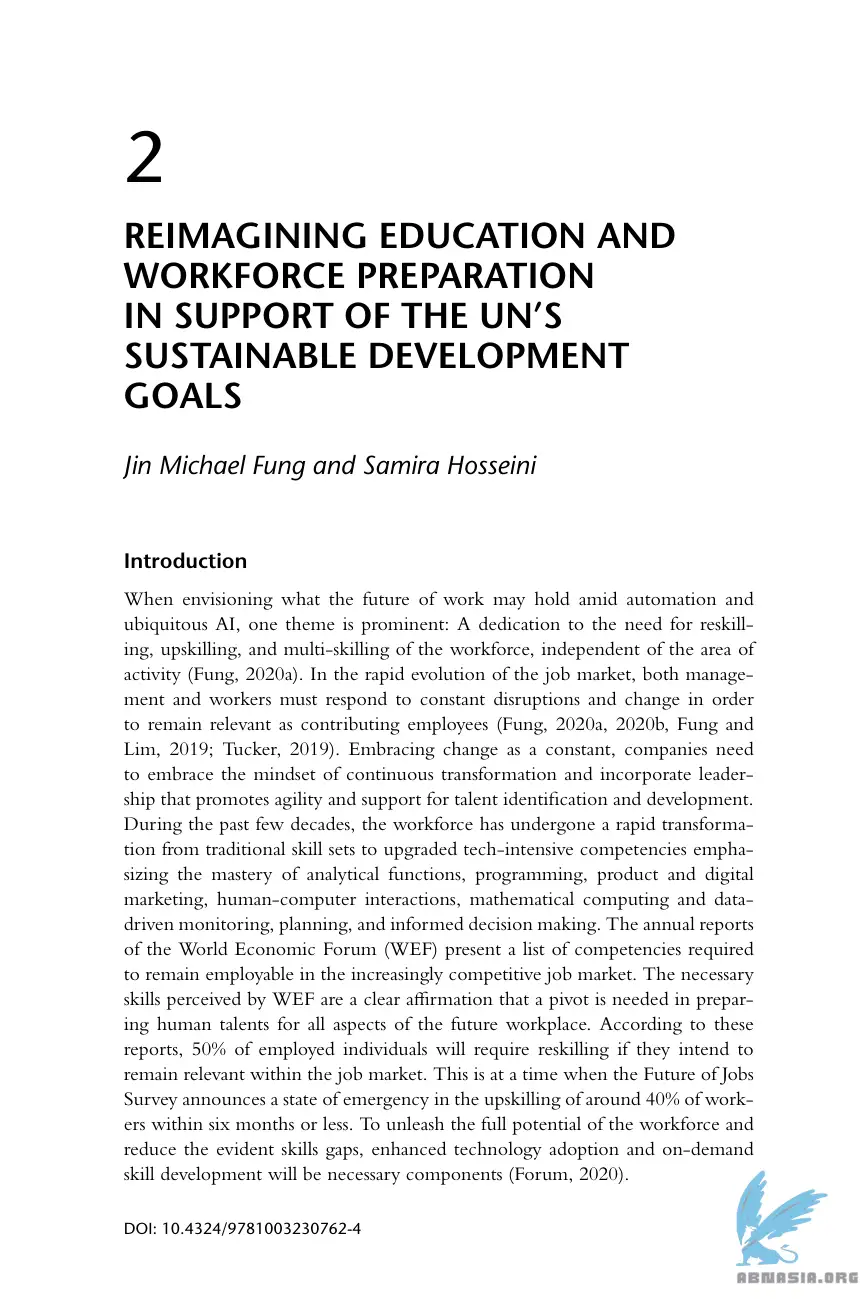 2
REIMAGINING EDUCATION AND
WORKFORCE PREPARATION
IN SUPPORT OF THE UN’S
SUSTAINABLE DEVELOPMENT
GOALS
Jin Michael Fung and Samira Hosseini
Introduction
When envisioning what the future of work may hold amid automation and
ubiquitous AI, one theme is prominent: A dedication to the need for reskill-
ing, upskilling, and multi-skilling of the workforce, independent of the area of
activity (Fung, 2020a). In the rapid evolution of the job market, both manage-
ment and workers must respond to constant disruptions and change in order
to remain relevant as contributing employees (Fung, 2020a, 2020b, Fung and
Lim, 2019; Tucker, 2019). Embracing change as a constant, companies need
to embrace the mindset of continuous transformation and incorporate leader-
ship that promotes agility and support for talent identification and development.
During the past few decades, the workforce has undergone a rapid transforma-
tion from traditional skill sets to upgraded tech-intensive competencies empha-
sizing the mastery of analytical functions, programming, product and digital
marketing, human-computer interactions, mathematical computing and data-
driven monitoring, planning, and informed decision making. The annual reports
of the World Economic Forum (WEF) present a list of competencies required
to remain employable in the increasingly competitive job market. The necessary
skills perceived by WEF are a clear affirmation that a pivot is needed in prepar-
ing human talents for all aspects of the future workplace. According to these
reports, 50% of employed individuals will require reskilling if they intend to
remain relevant within the job market. This is at a time when the Future of Jobs
Survey announces a state of emergency in the upskilling of around 40% of work-
ers within six months or less. To unleash the full potential of the workforce and
reduce the evident skills gaps, enhanced technology adoption and on-demand
skill development will be necessary components (Forum, 2020).
DOI: 10.4324/9781003230762-4
ABNASIA.ORG